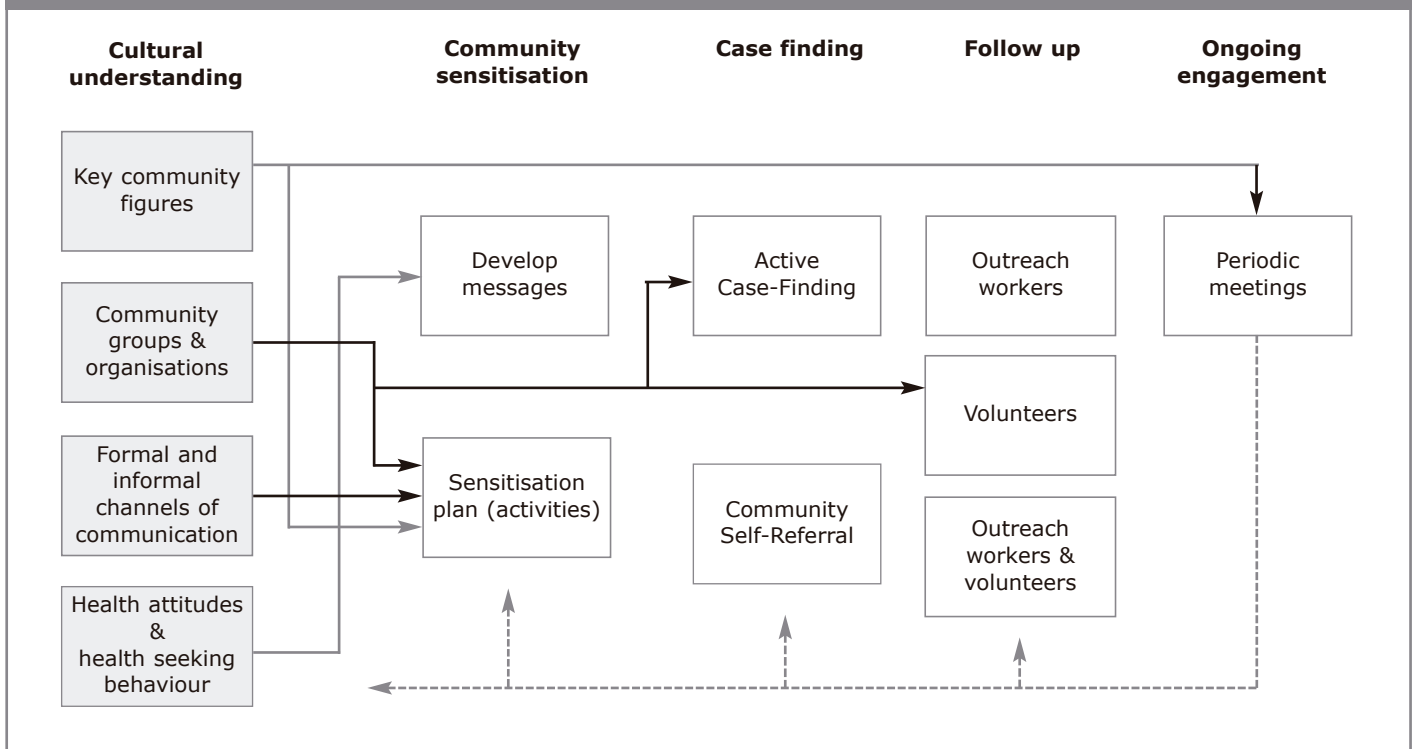 Cultural
understanding
Community
sensitisation
Case finding
Follow up
Ongoing
engagement
Key community
figures
Community
groups &
organisations
Formal and
informal
channels of
communication
Health attitudes
&
health seeking
behaviour
Develop
messages
Sensitisation
plan (activities)
Active
Case-Finding
Community
Self-Referral
Outreach
workers
Volunteers
Outreach
workers &
volunteers
Periodic
meetings